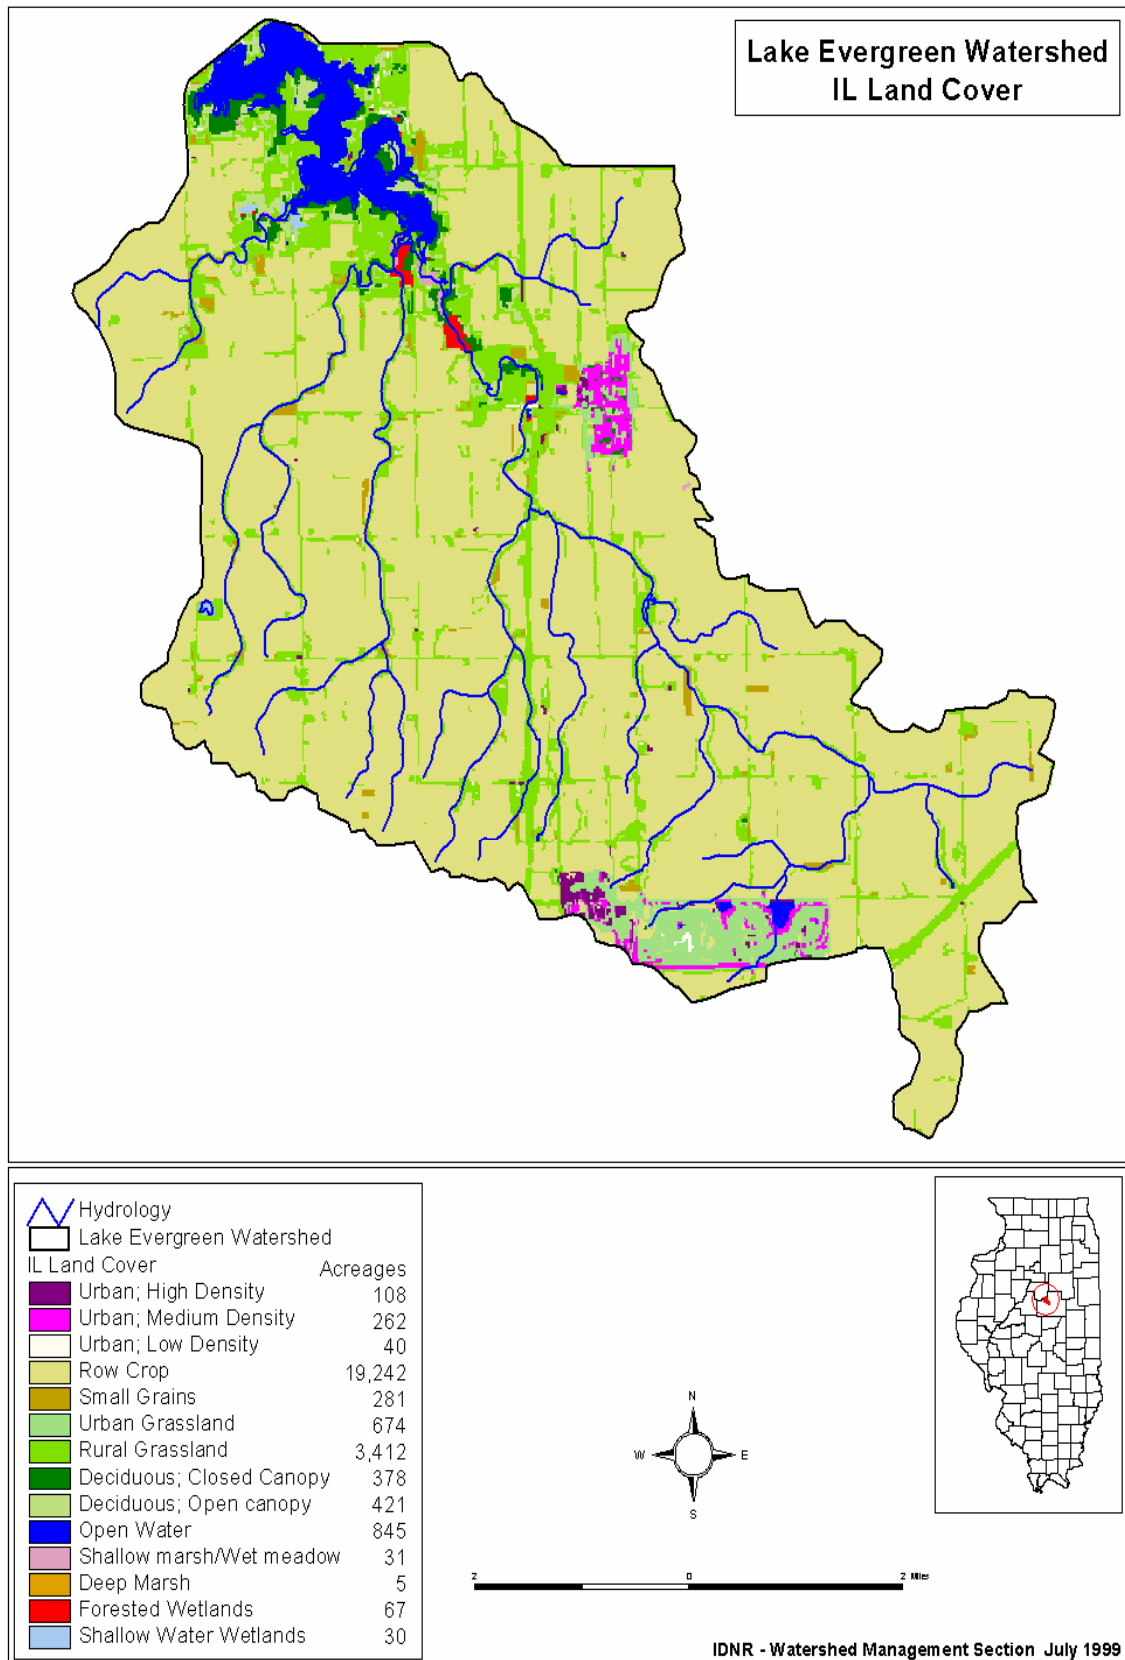 Lake Evergreen Watershed
IL Land Cover
Hydrology
Lake Evergreen Watershed
IL Land Cover Acreages
Urban; High Density 108
Urban; Medium Density 262
Urban; Low Density 40
Row Crop 19,242
Small Grains 281
Urban Grassland 674
Rural Grassland 3,412
Deciduous; Closed Canopy 378
Deciduous; Open canopy 421
Open Water 845
Shallow marsh/Wet meadow 31
Deep Marsh 5
Forested Wetlands 67
Shallow Water Wetlands 30
N
W E
S
2 0 2 Miles
IDNR - Watershed Management Section July 1999